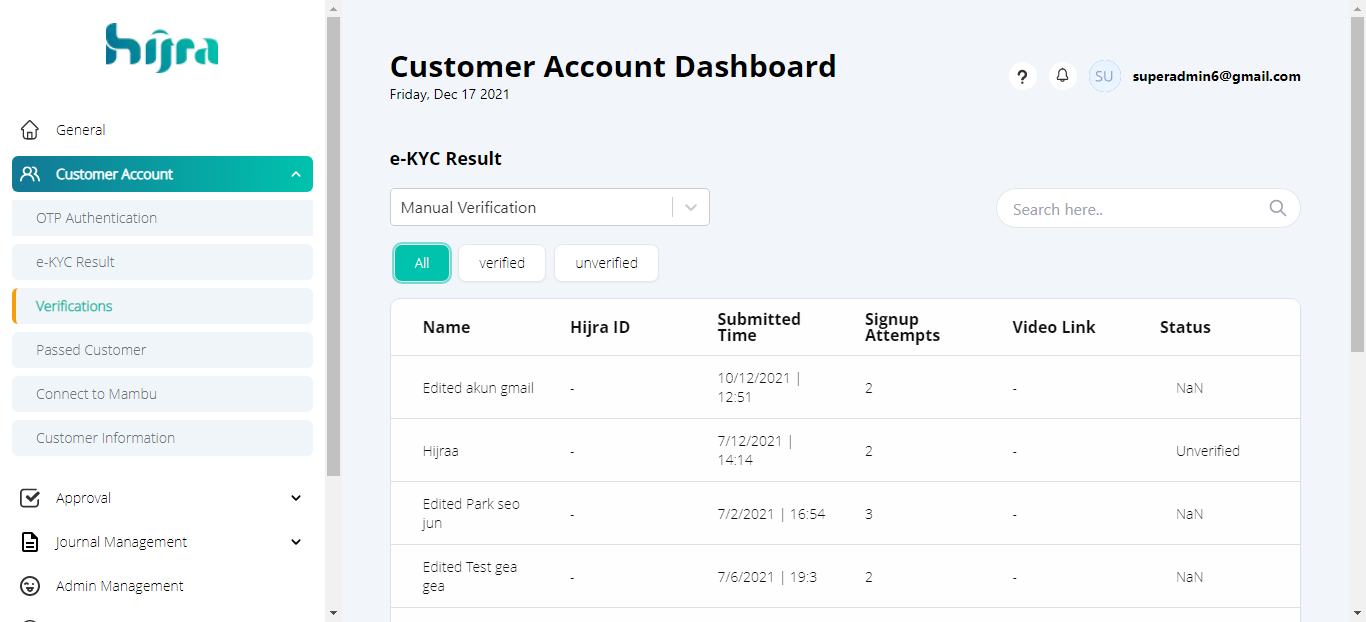 hijra
General
Customer Account
OTP Authentication
e-KYC Result
Verifications
Passed Customer
Connect to Mambu
Customer Information
Approval
Journal Management
Admin Management
Customer Account Dashboard
Friday, Dec 17 2021
?
SU
superadmin6@gmail.com
e-KYC Result
Manual Verification
Search here..
All
verified
unverified
Name
Hijra ID
Submitted
Time
Signup
Attempts
Video Link
Status
Edited akun gmail
-
10/12/2021 |
12:51
2
-
NaN
Hijraa
-
7/12/2021 |
14:14
2
-
Unverified
Edited Park seo
jun
-
7/2/2021 | 16:54
3
-
NaN
Edited Test gea
gea
-
7/6/2021 | 19:3
2
-
NaN